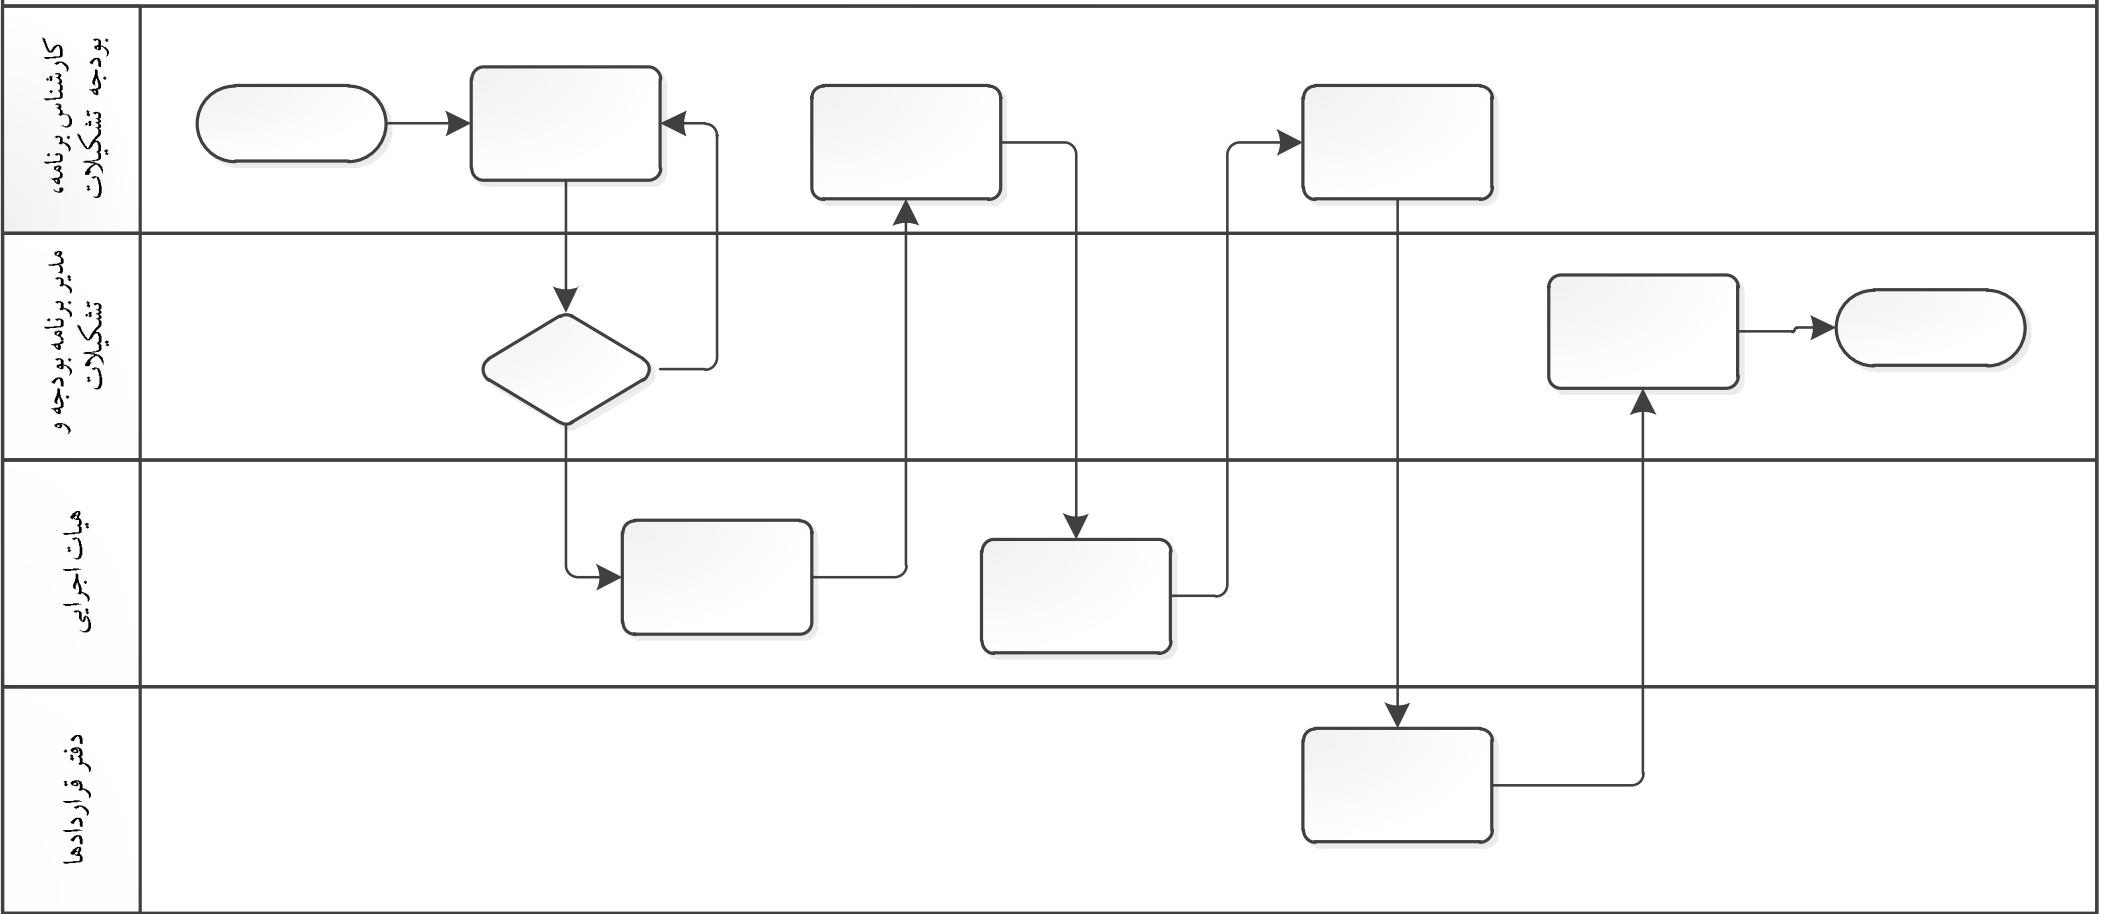 کارشناس برنامه،
بودجه تشکیلات
مدیر برنامه بودجه و
تشکیلات
هیات اجرایی
دفتر قراردادها